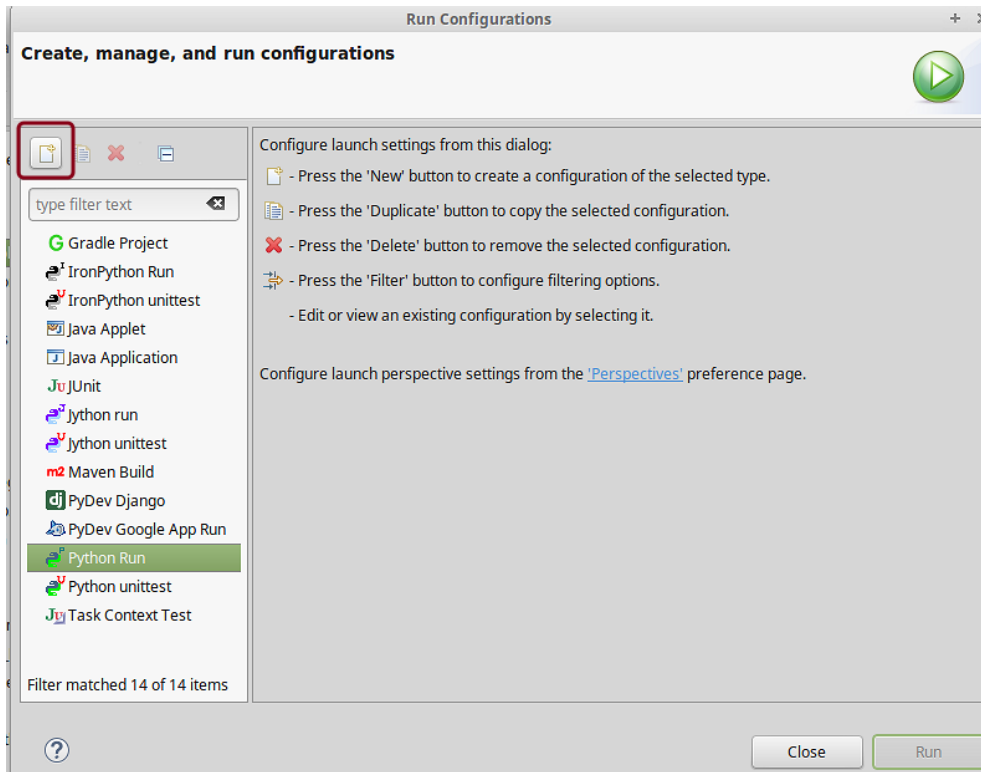 Run Configurations
Create, manage, and run configurations
type filter text
Gradle Project
IronPython Run
IronPython unittest
Java Applet
Java Application
JUnit
Jython run
Jython unittest
Maven Build
PyDev Django
PyDev Google App Run
Python Run
Python unittest
Task Context Test
Filter matched 14 of 14 items
Configure launch settings from this dialog:
- Press the 'New' button to create a configuration of the selected type.
- Press the 'Duplicate' button to copy the selected configuration.
- Press the 'Delete' button to remove the selected configuration.
- Press the 'Filter' button to configure filtering options.
- Edit or view an existing configuration by selecting it.
Configure launch perspective settings from the 'Perspectives' preference page.
Close
Run